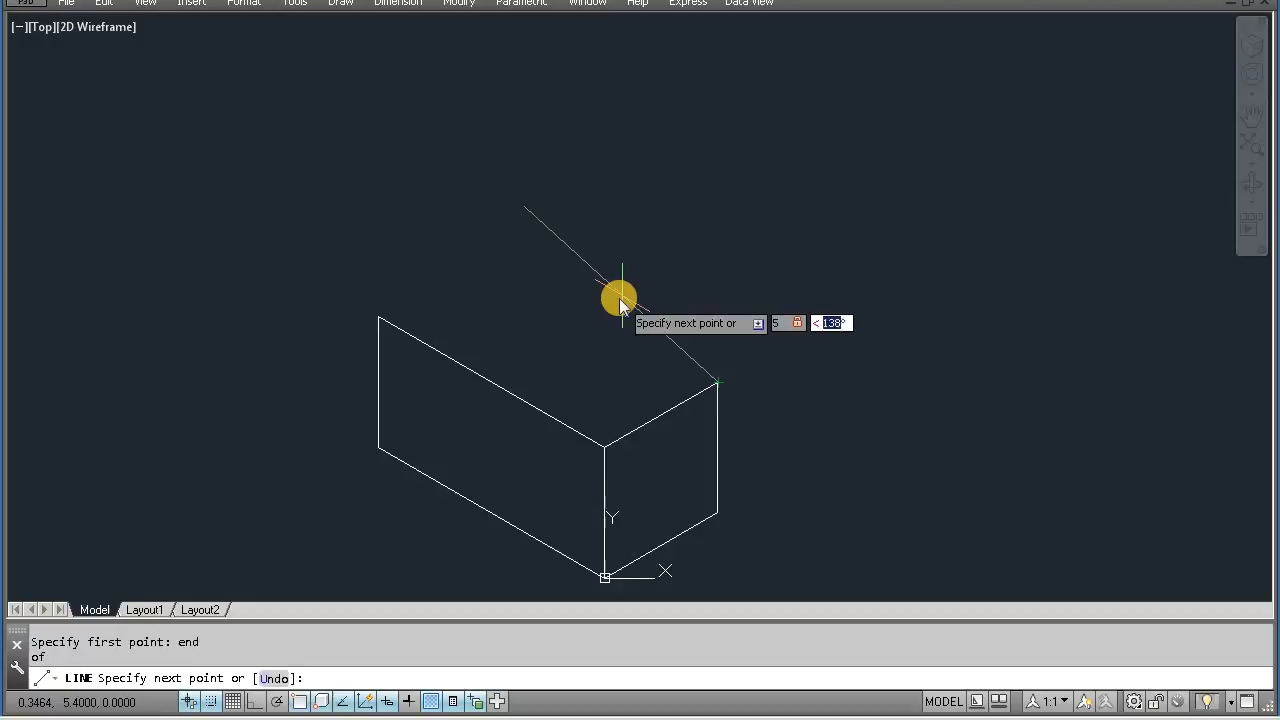 File Edit View Insert Format Tools Draw Dimension Modify Parametric Window Help Express Data View
[−][Top][2D Wireframe]
Specify next point or 5 < 138°
Y
X
Model Layout1 Layout2
Specify first point: end
of
LINE Specify next point or [Undo]:
0.3464, 5.4000, 0.0000 MODEL 1:1